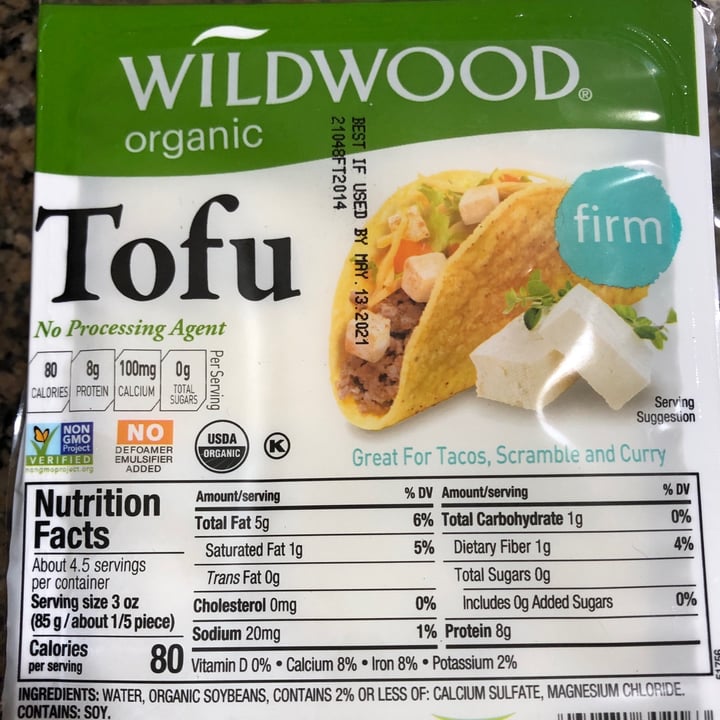 WILDWOOD®
organic
BEST IF USED BY MAY.13.2021
21048FT2014
Tofu
firm
No Processing Agent
80 CALORIES
8g PROTEIN
100mg CALCIUM
0g TOTAL SUGARS
Per Serving
Serving
Suggestion
NON
GMO
Project
VERIFIED
nongmoproject.org
NO
DEFOAMER
EMULSIFIER
ADDED
USDA
ORGANIC
K
Great For Tacos, Scramble and Curry
Nutrition
Facts
About 4.5 servings
per container
Serving size 3 oz
(85 g / about 1/5 piece)
Calories
per serving 80
Amount/serving % DV
Total Fat 5g 6%
Saturated Fat 1g 5%
Trans Fat 0g
Cholesterol 0mg 0%
Sodium 20mg 1%
Amount/serving % DV
Total Carbohydrate 1g 0%
Dietary Fiber 1g 4%
Total Sugars 0g
Includes 0g Added Sugars 0%
Protein 8g
Vitamin D 0% • Calcium 8% • Iron 8% • Potassium 2%
INGREDIENTS: WATER, ORGANIC SOYBEANS, CONTAINS 2% OR LESS OF: CALCIUM SULFATE, MAGNESIUM CHLORIDE.
CONTAINS: SOY.